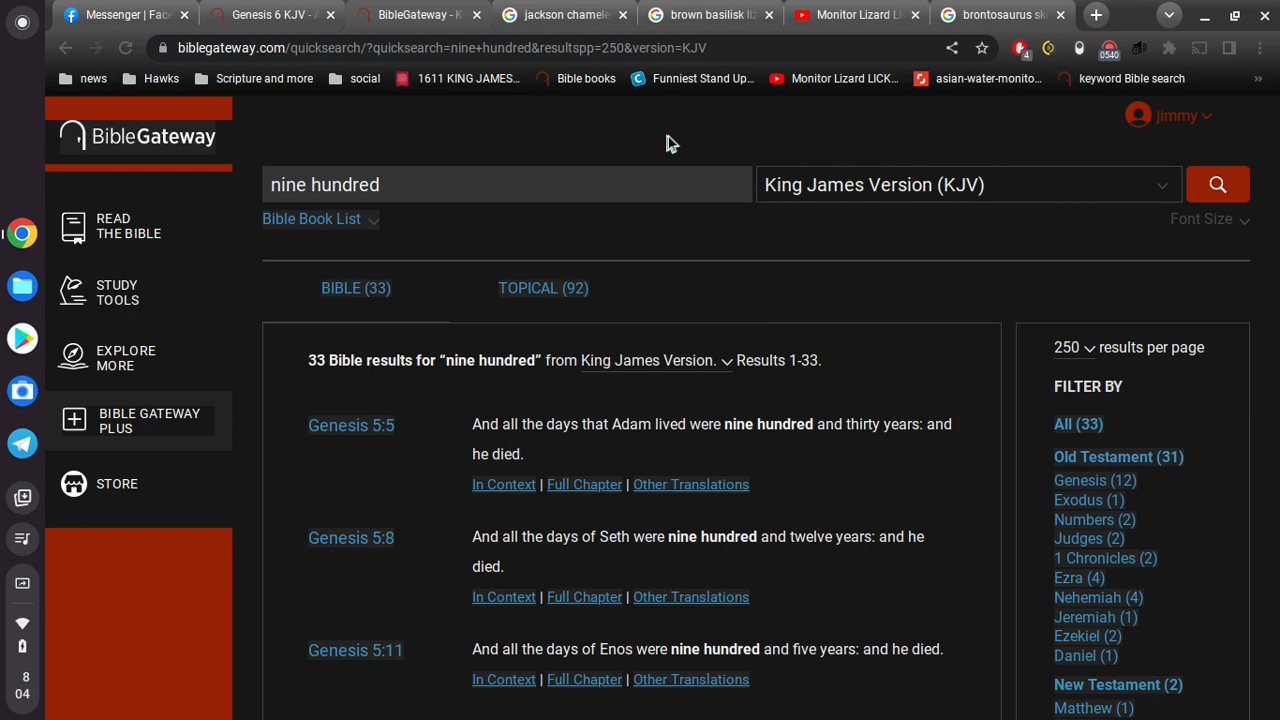 Messenger | Fac
Genesis 6 KJV - A
BibleGateway - K
jackson chamele
brown basilisk li
Monitor Lizard L
brontosaurus sk
biblegateway.com/quicksearch/?quicksearch=nine+hundred&resultspp=250&version=KJV
4
0540
news
Hawks
Scripture and more
social
1611 KING JAMES...
Bible books
Funniest Stand Up...
Monitor Lizard LICK...
asian-water-monito...
keyword Bible search
»
BibleGateway
jimmy
nine hundred
King James Version (KJV)
Bible Book List
Font Size
READ
THE BIBLE
STUDY
TOOLS
EXPLORE
MORE
BIBLE GATEWAY
PLUS
STORE
8
04
BIBLE (33)
TOPICAL (92)
33 Bible results for “nine hundred” from King James Version. Results 1-33.
Genesis 5:5
And all the days that Adam lived were nine hundred and thirty years: and
he died.
In Context | Full Chapter | Other Translations
Genesis 5:8
And all the days of Seth were nine hundred and twelve years: and he
died.
In Context | Full Chapter | Other Translations
Genesis 5:11
And all the days of Enos were nine hundred and five years: and he died.
In Context | Full Chapter | Other Translations
250 results per page
FILTER BY
All (33)
Old Testament (31)
Genesis (12)
Exodus (1)
Numbers (2)
Judges (2)
1 Chronicles (2)
Ezra (4)
Nehemiah (4)
Jeremiah (1)
Ezekiel (2)
Daniel (1)
New Testament (2)
Matthew (1)